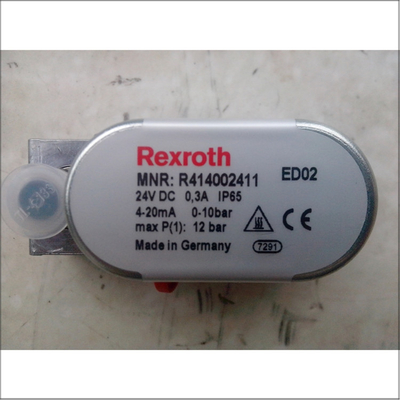 Rexroth
MNR: R414002411 ED02
24V DC 0,3A IP65
4-20mA 0-10bar
max P(1): 12 bar
Made in Germany 7291
CE